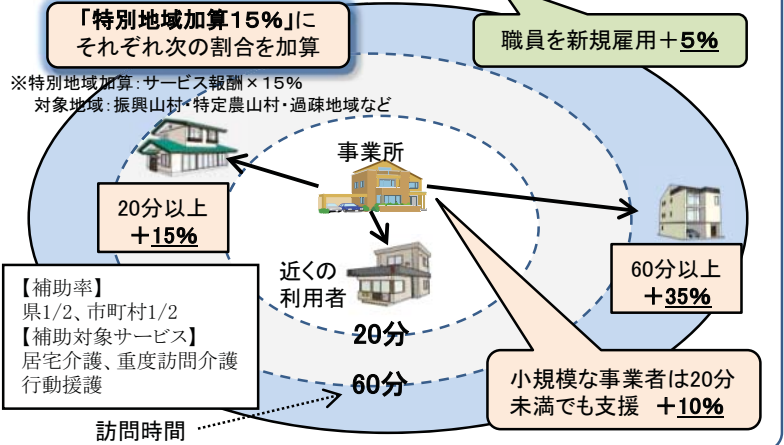 「特別地域加算15%」に
それぞれ次の割合を加算
職員を新規雇用+5%
※特別地域加算:サービス報酬×15%
対象地域:振興山村・特定農山村・過疎地域など
事業所
20分以上
+15%
近くの
利用者
60分以上
+35%
【補助率】
県1/2、市町村1/2
【補助対象サービス】
居宅介護、重度訪問介護
行動援護
20分
60分
小規模な事業者は20分
未満でも支援 +10%
訪問時間